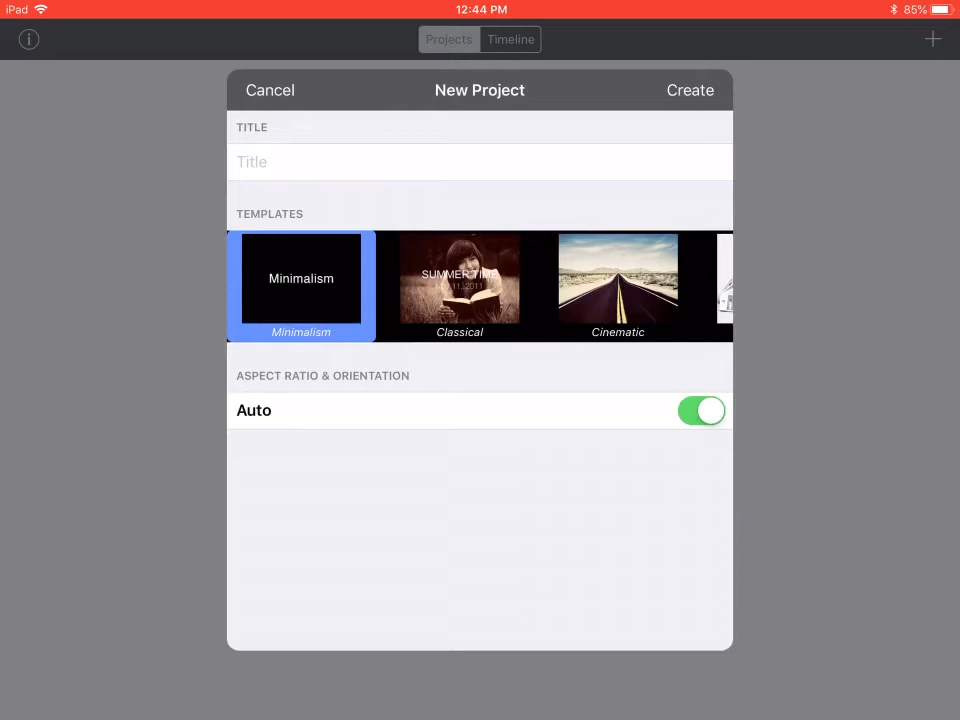 iPad 12:44 PM 85%
Projects Timeline
Cancel New Project Create
TITLE
Title
TEMPLATES
Minimalism
SUMMER TIME
Minimalism Classical Cinematic
ASPECT RATIO & ORIENTATION
Auto